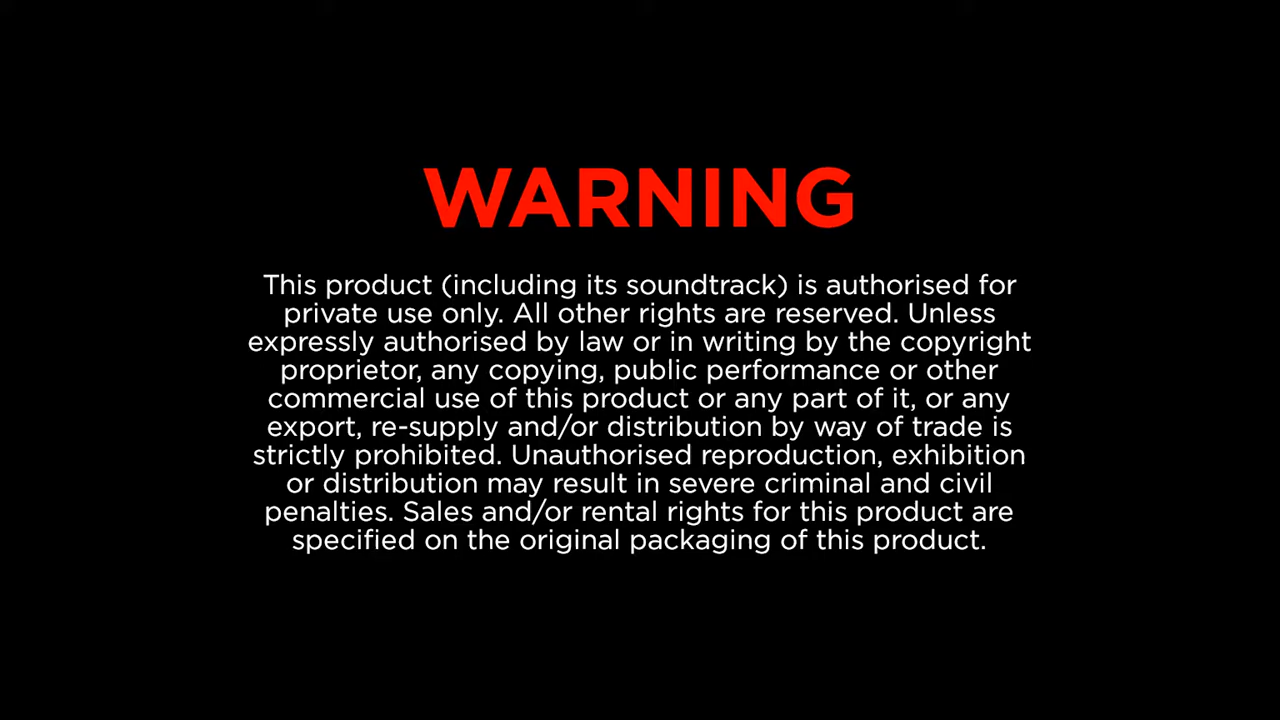 WARNING
This product (including its soundtrack) is authorised for
private use only. All other rights are reserved. Unless
expressly authorised by law or in writing by the copyright
proprietor, any copying, public performance or other
commercial use of this product or any part of it, or any
export, re-supply and/or distribution by way of trade is
strictly prohibited. Unauthorised reproduction, exhibition
or distribution may result in severe criminal and civil
penalties. Sales and/or rental rights for this product are
specified on the original packaging of this product.